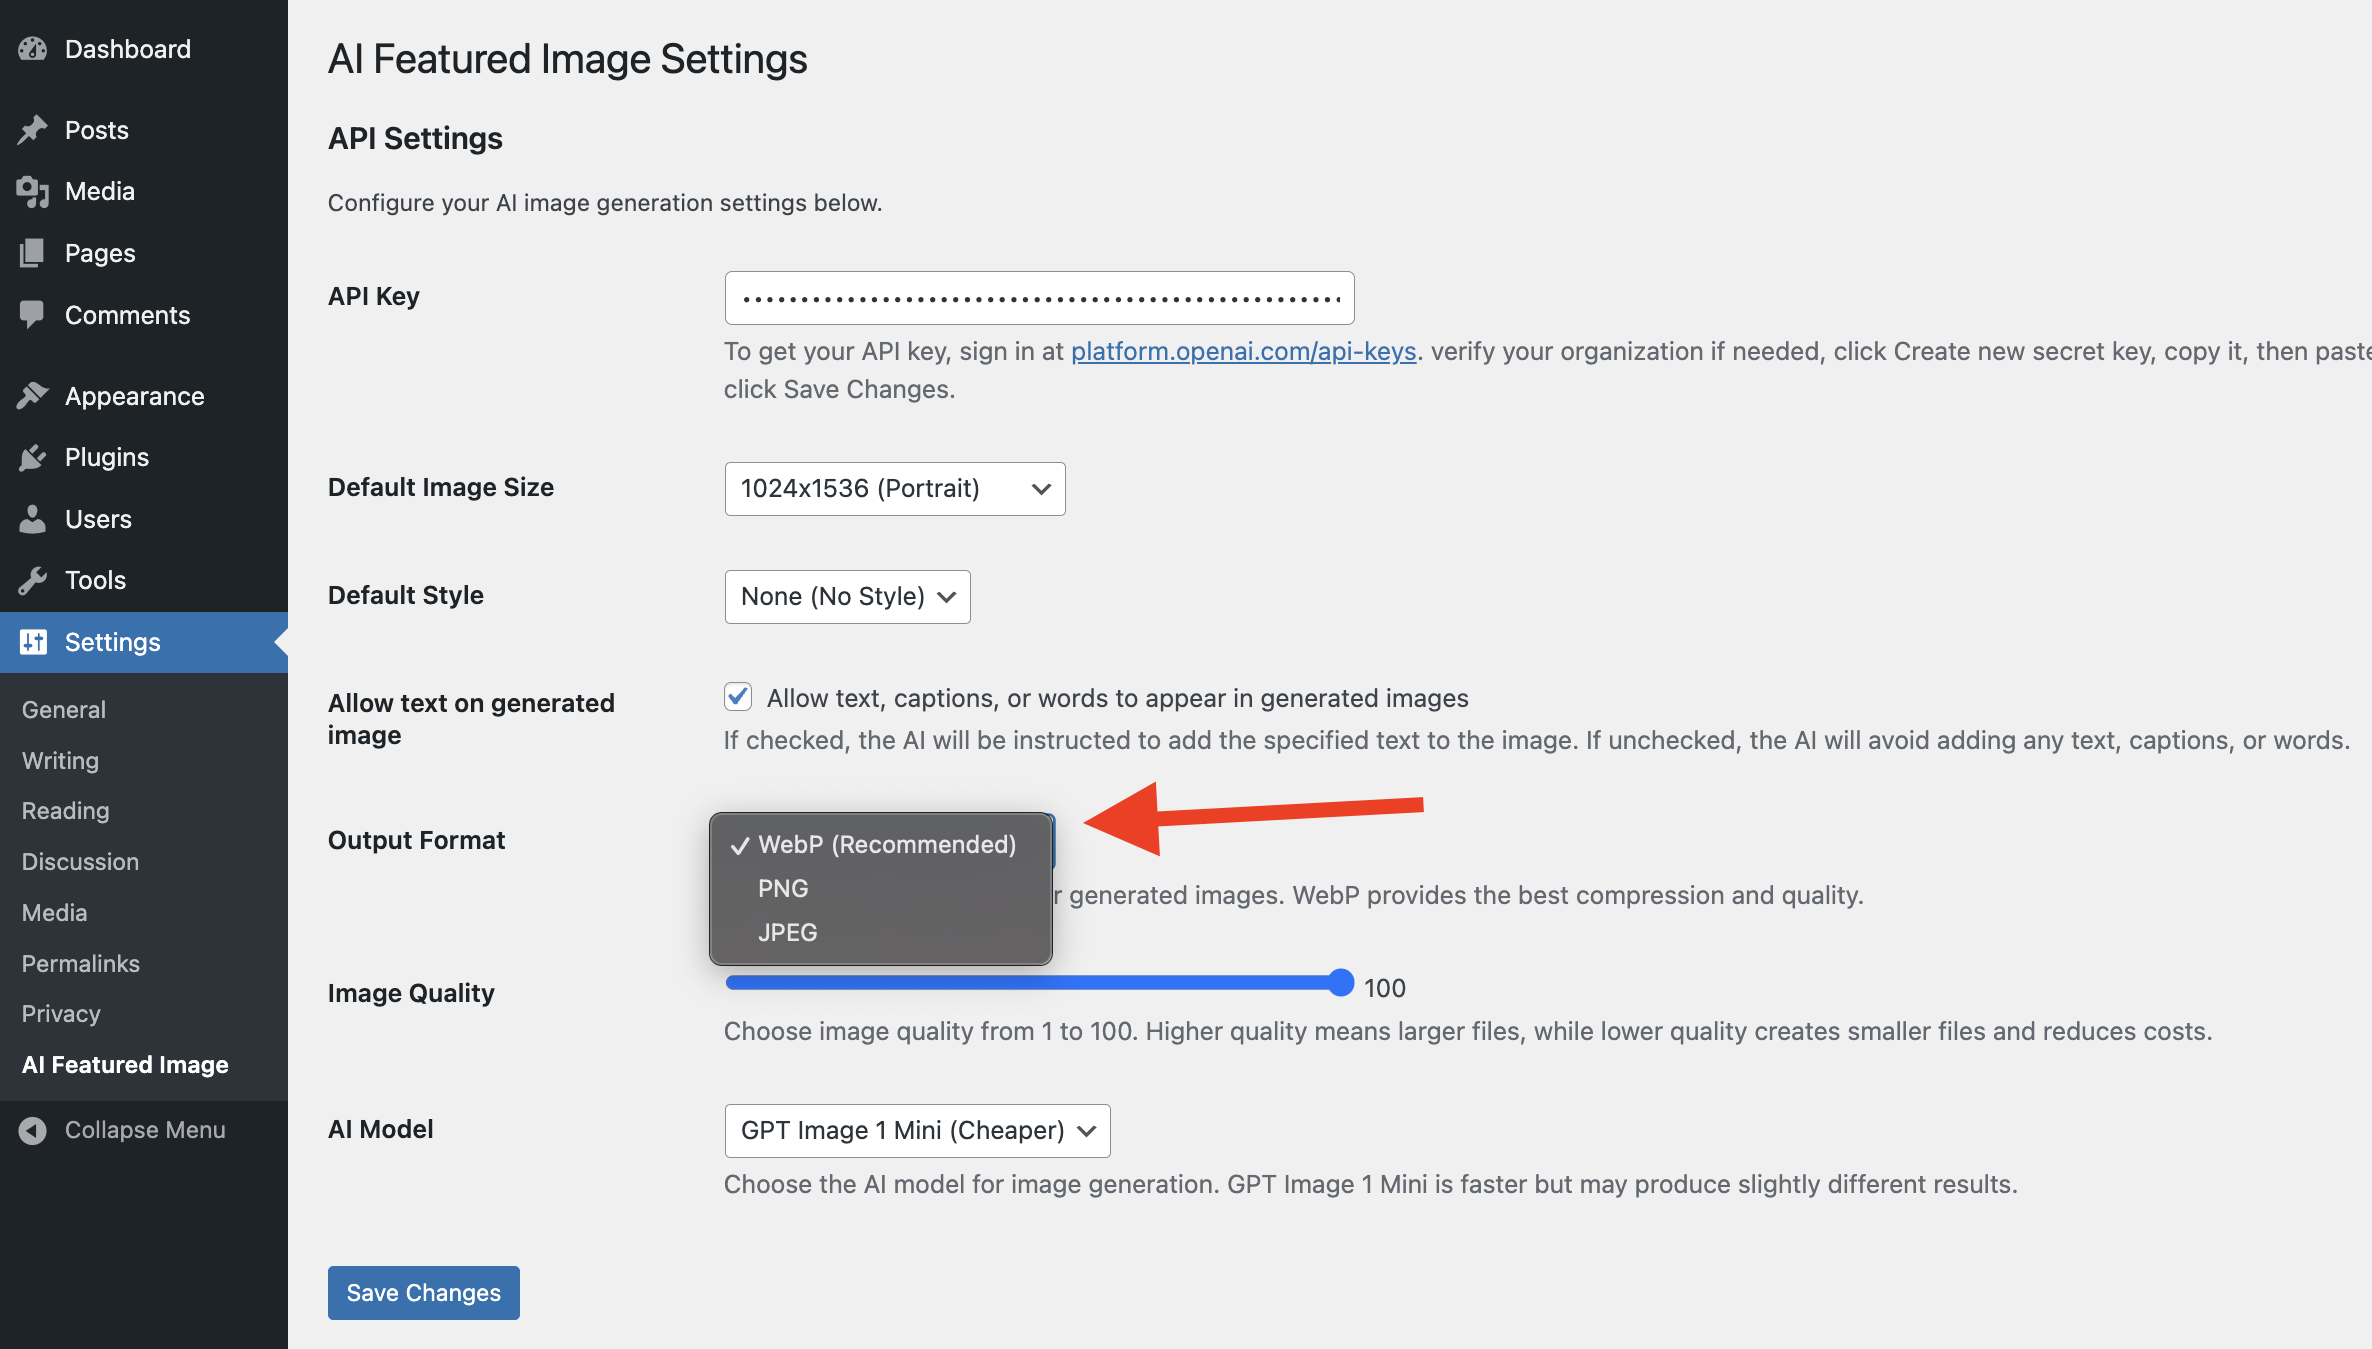 Dashboard
Posts
Media
Pages
Comments
Appearance
Plugins
Users
Tools
Settings
General
Writing
Reading
Discussion
Media
Permalinks
Privacy
AI Featured Image
Collapse Menu
AI Featured Image Settings
API Settings
Configure your AI image generation settings below.
API Key
To get your API key, sign in at platform.openai.com/api-keys. verify your organization if needed, click Create new secret key, copy it, then paste
click Save Changes.
Default Image Size
1024x1536 (Portrait)
Default Style
None (No Style)
Allow text on generated
image
Allow text, captions, or words to appear in generated images
If checked, the AI will be instructed to add the specified text to the image. If unchecked, the AI will avoid adding any text, captions, or words.
Output Format
✓ WebP (Recommended)
PNG
JPEG
generated images. WebP provides the best compression and quality.
Image Quality
100
Choose image quality from 1 to 100. Higher quality means larger files, while lower quality creates smaller files and reduces costs.
AI Model
GPT Image 1 Mini (Cheaper)
Choose the AI model for image generation. GPT Image 1 Mini is faster but may produce slightly different results.
Save Changes